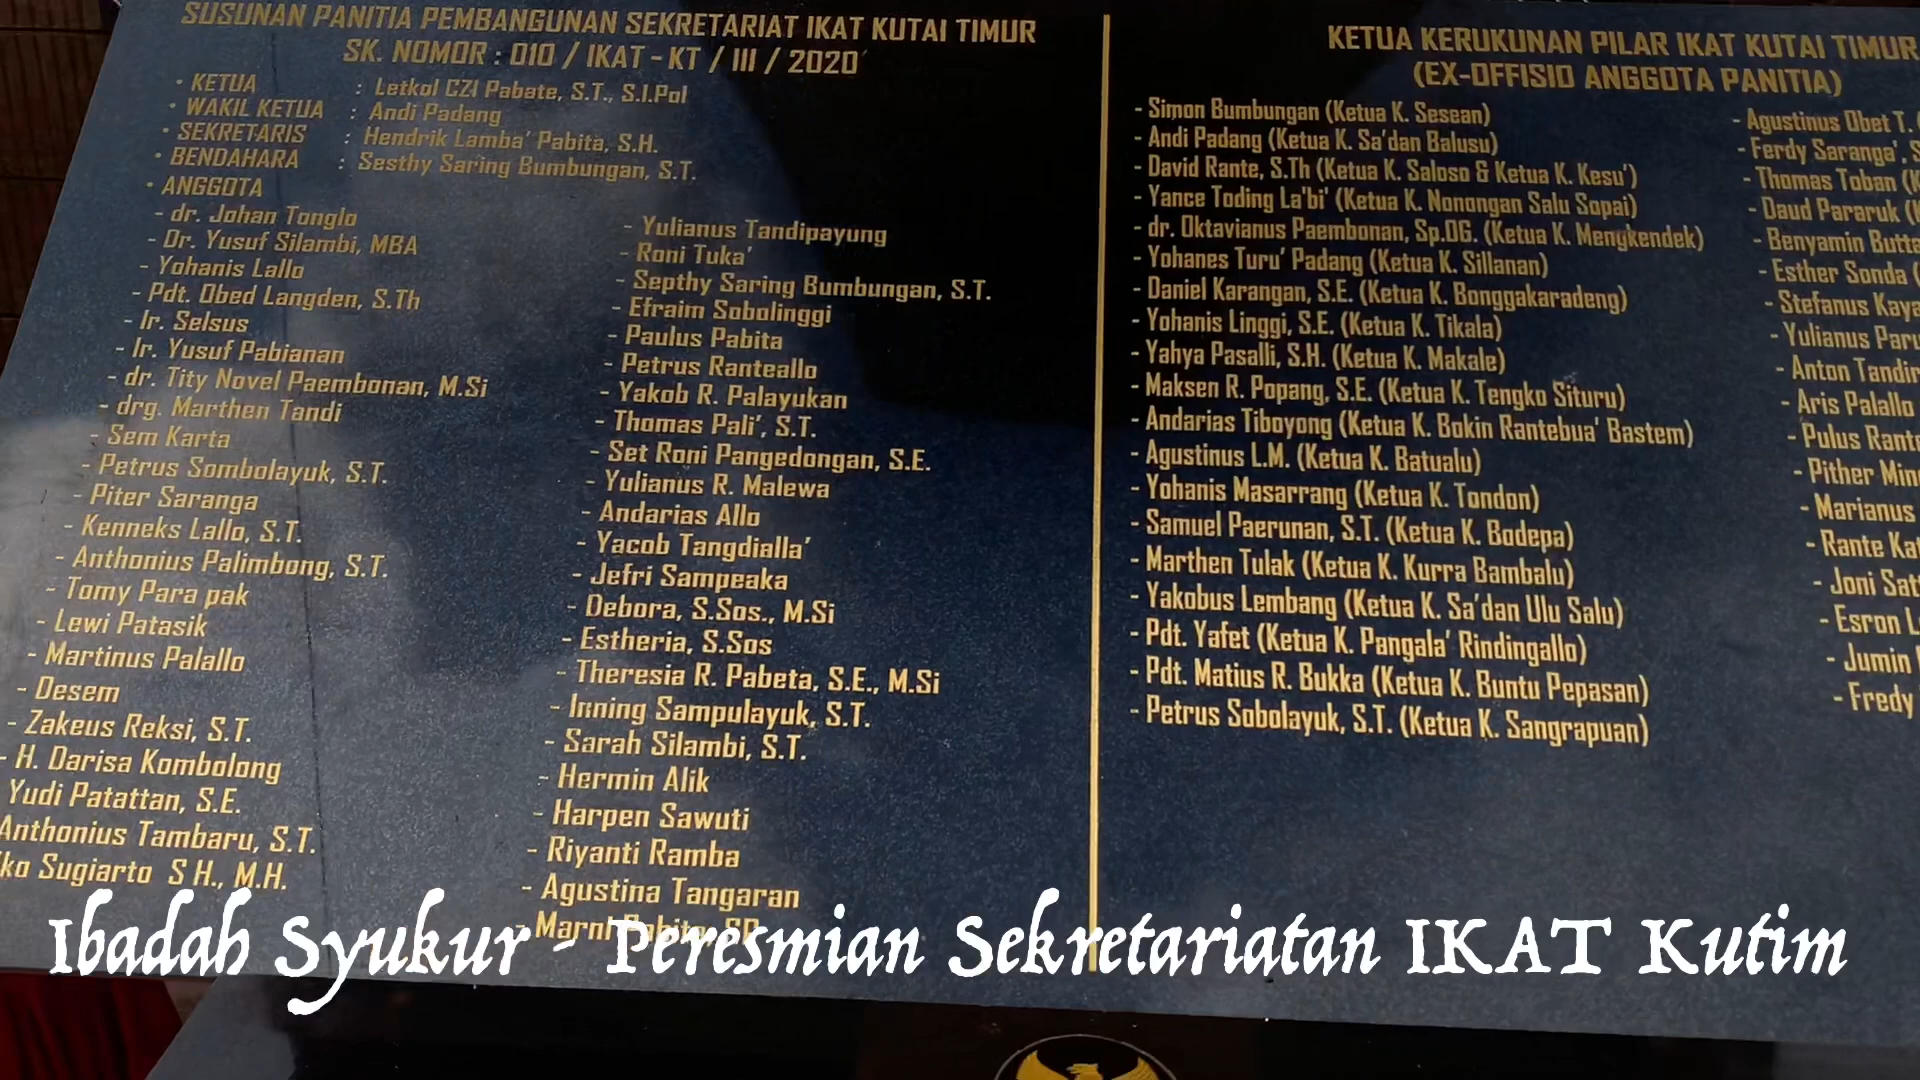 SUSUNAN PANITIA PEMBANGUNAN SEKRETARIAT IKAT KUTAI TIMUR
SK. NOMOR : 010 / IKAT - KT / III / 2020
• KETUA : Letkol CZI Pabate, S.T., S.I.Pol
• WAKIL KETUA : Andi Padang
• SEKRETARIS : Hendrik Lamba' Pabita, S.H.
• BENDAHARA : Sesthy Saring Bumbungan, S.T.
• ANGGOTA
- dr. Johan Tonglo
- Dr. Yusuf Silambi, MBA
- Yohanis Lallo
- Pdt. Obed Langden, S.Th
- Ir. Selsus
- Ir. Yusuf Pabianan
- dr. Tity Novel Paembonan, M.Si
- drg. Marthen Tandi
- Sem Karta
- Petrus Sombolayuk, S.T.
- Piter Saranga
- Kenneks Lallo, S.T.
- Anthonius Palimbong, S.T.
- Tomy Para pak
- Lewi Patasik
- Martinus Palallo
- Desem
- Zakeus Reksi, S.T.
- H. Darisa Kombolong
Yudi Patattan, S.E.
Anthonius Tambaru, S.T.
Sugiarto S H., M.H.
- Yulianus Tandipayung
- Roni Tuka'
- Septhy Saring Bumbungan, S.T.
- Efraim Sobolinggi
- Paulus Pabita
- Petrus Ranteallo
- Yakob R. Palayukan
- Thomas Pali', S.T.
- Set Roni Pangedongan, S.E.
- Yulianus R. Malewa
- Andarias Allo
- Yacob Tangdialla'
- Jefri Sampeaka
- Debora, S.Sos., M.Si
- Estheria, S.Sos
- Theresia R. Pabeta, S.E., M.Si
- Inning Sampulayuk, S.T.
- Sarah Silambi, S.T.
- Hermin Alik
- Harpen Sawuti
- Riyanti Ramba
- Agustina Tangaran
- Marni
KETUA KERUKUNAN PILAR IKAT KUTAI TIMUR
(EX-OFFISIO ANGGOTA PANITIA)
- Simon Bumbungan (Ketua K. Sesean)
- Andi Padang (Ketua K. Sa'dan Balusu)
- David Rante, S.Th (Ketua K. Saloso & Ketua K. Kesu')
- Yance Toding La'bi' (Ketua K. Nonongan Salu Sopai)
- dr. Oktavianus Paembonan, Sp.OG. (Ketua K. Mengkendek)
- Yohanes Turu' Padang (Ketua K. Sillanan)
- Daniel Karangan, S.E. (Ketua K. Bonggakaradeng)
- Yohanis Linggi, S.E. (Ketua K. Tikala)
- Yahya Pasalli, S.H. (Ketua K. Makale)
- Maksen R. Popang, S.E. (Ketua K. Tengko Situru)
- Andarias Tiboyong (Ketua K. Bokin Rantebua' Bastem)
- Agustinus L.M. (Ketua K. Batualu)
- Yohanis Masarrang (Ketua K. Tondon)
- Samuel Paerunan, S.T. (Ketua K. Bodepa)
- Marthen Tulak (Ketua K. Kurra Bambalu)
- Yakobus Lembang (Ketua K. Sa'dan Ulu Salu)
- Pdt. Yafet (Ketua K. Pangala' Rindingallo)
- Pdt. Matius R. Bukka (Ketua K. Buntu Pepasan)
- Petrus Sobolayuk, S.T. (Ketua K. Sangrapuan)
- Agustinus Obet T.
- Ferdy Saranga',
- Thomas Toban
- Daud Pararuk
- Benyamin
- Esther Sonda
- Stefanus
- Yulianus
- Anton
- Aris Palallo
- Pulus
- Pither
- Marianus
- Rante
- Joni
- Esron
- Jumin
- Fredy
Ibadah Syukur - Peresmian Sekretariatan IKAT Kutim